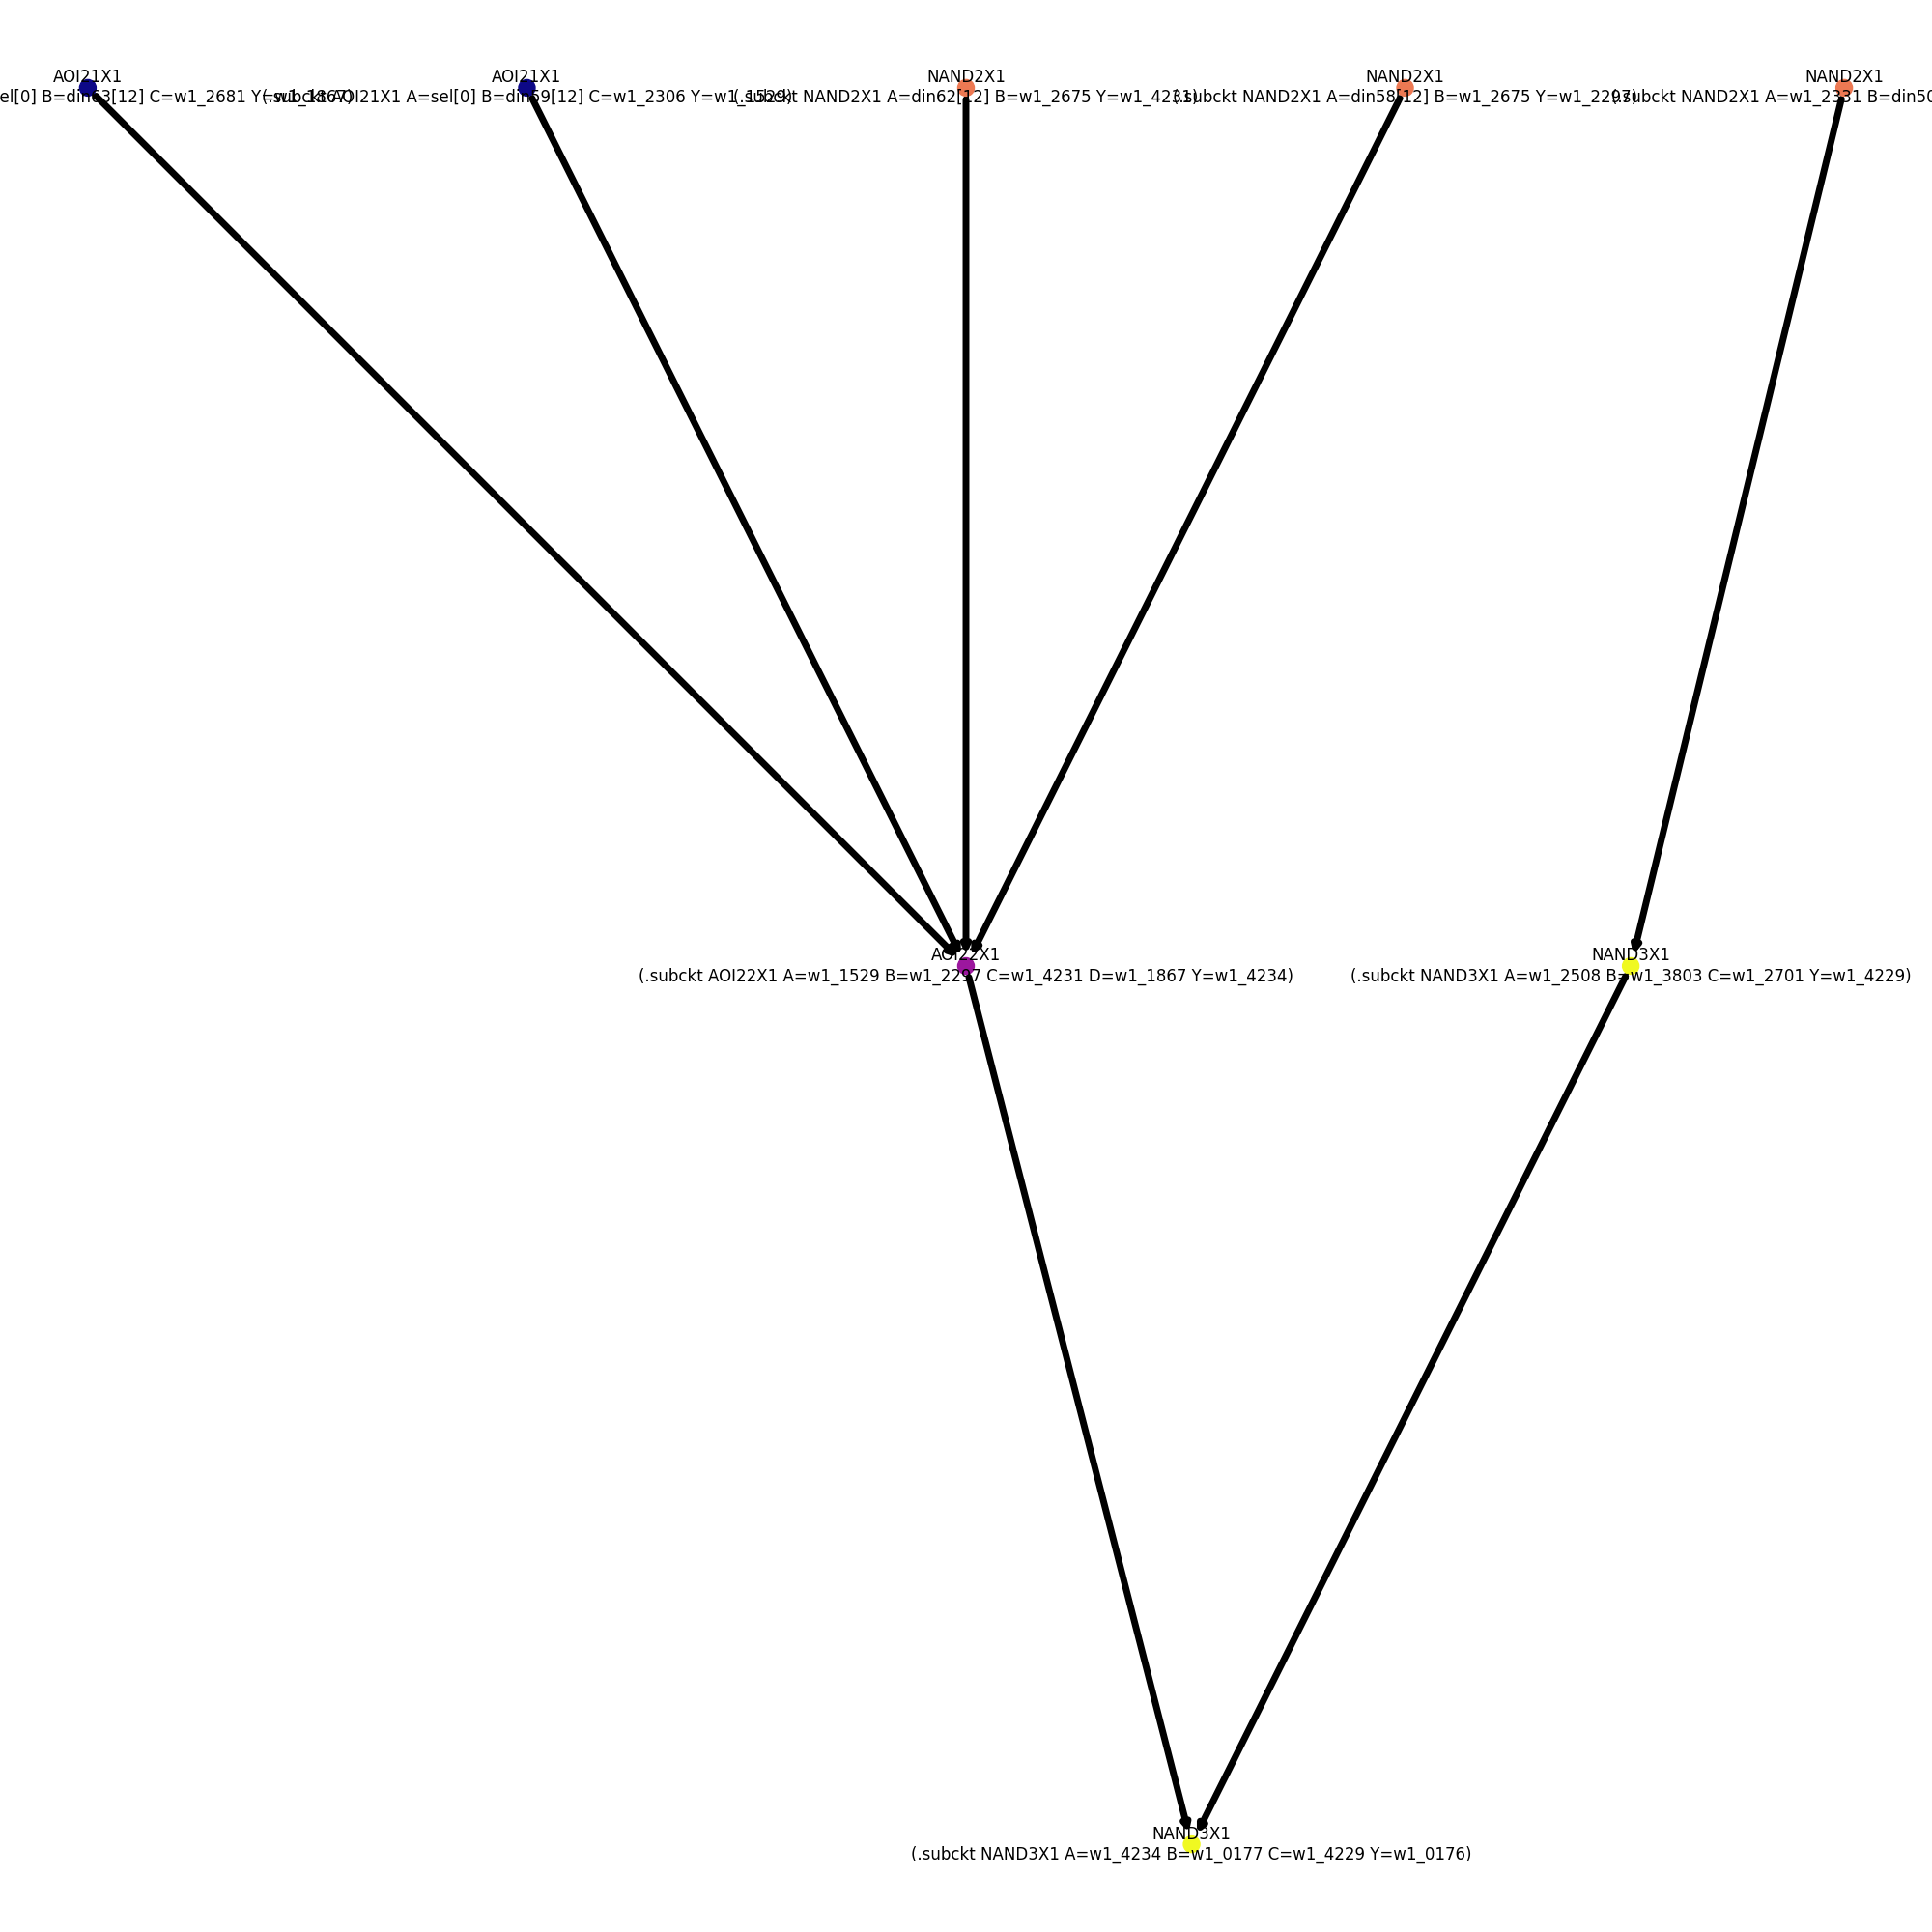 AOI21X1
AOI21X1
NAND2X1
NAND2X1
NAND2X1
el[0] B=din63[12] C=w1_2681 Y=w1_1867)
(.subckt AOI21X1 A=sel[0] B=din59[12] C=w1_2306 Y=w1_1529)
(.subckt NAND2X1 A=din62[12] B=w1_2675 Y=w1_4231)
(.subckt NAND2X1 A=din58[12] B=w1_2675 Y=w1_2297)
(.subckt NAND2X1 A=w1_2331 B=din50
AOI22X1
NAND3X1
(.subckt AOI22X1 A=w1_1529 B=w1_2297 C=w1_4231 D=w1_1867 Y=w1_4234)
(.subckt NAND3X1 A=w1_2508 B=w1_3803 C=w1_2701 Y=w1_4229)
NAND3X1
(.subckt NAND3X1 A=w1_4234 B=w1_0177 C=w1_4229 Y=w1_0176)